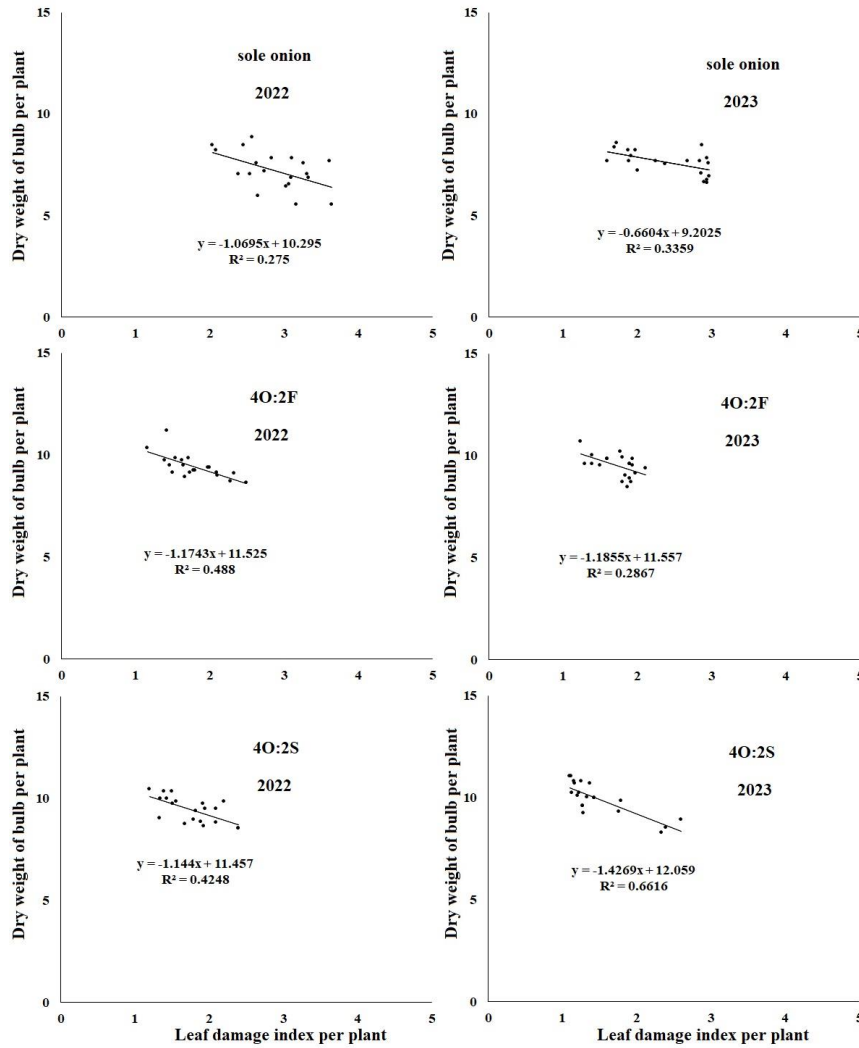 Dry weight of bulb per plant
15
10
5
0
sole onion
2022
y = -1.0695x + 10.295
R² = 0.275
0 1 2 3 4 5
Dry weight of bulb per plant
15
10
5
0
sole onion
2023
y = -0.6604x + 9.2025
R² = 0.3359
0 1 2 3 4 5
Dry weight of bulb per plant
15
10
5
0
4O:2F
2022
y = -1.1743x + 11.525
R² = 0.488
0 1 2 3 4 5
Dry weight of bulb per plant
15
10
5
0
4O:2F
2023
y = -1.1855x + 11.557
R² = 0.2867
0 1 2 3 4 5
Dry weight of bulb per plant
15
10
5
0
4O:2S
2022
y = -1.144x + 11.457
R² = 0.4248
0 1 2 3 4 5
Leaf damage index per plant
Dry weight of bulb per plant
15
10
5
0
4O:2S
2023
y = -1.4269x + 12.059
R² = 0.6616
0 1 2 3 4 5
Leaf damage index per plant